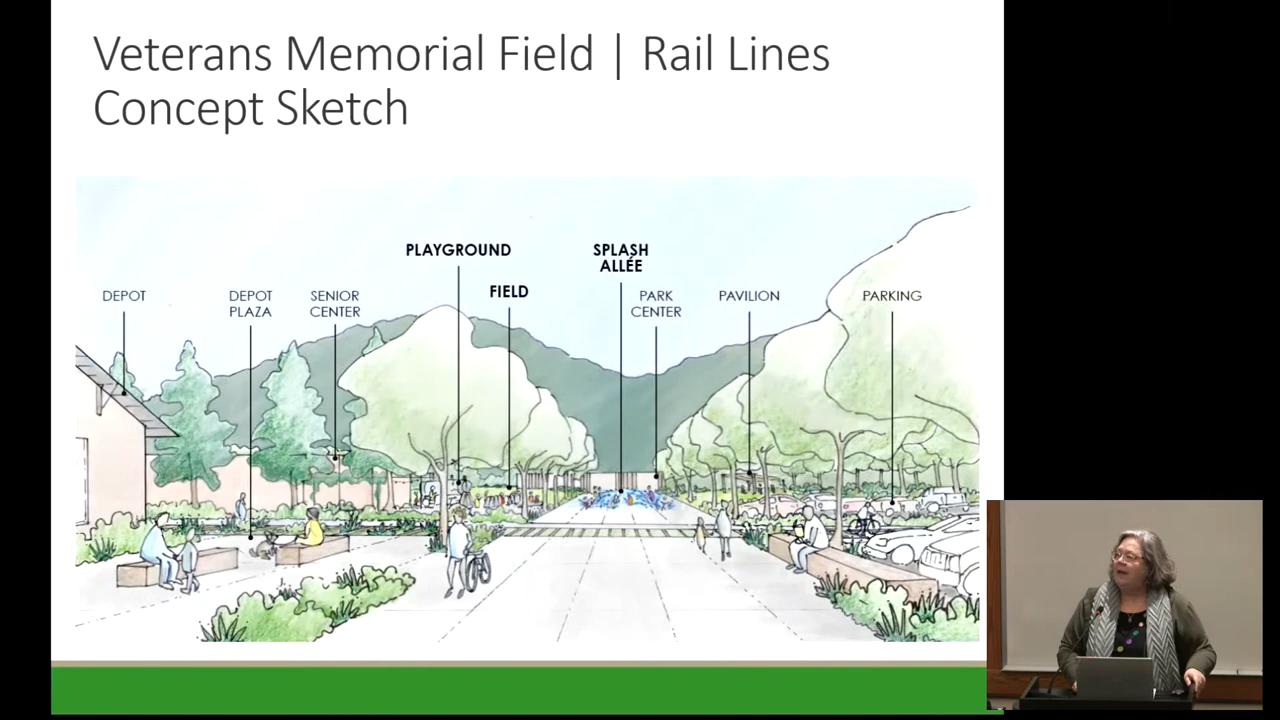 Veterans Memorial Field | Rail Lines
Concept Sketch
PLAYGROUND
SPLASH
ALLÉE
FIELD
DEPOT
DEPOT
PLAZA
SENIOR
CENTER
PARK
CENTER
PAVILION
PARKING